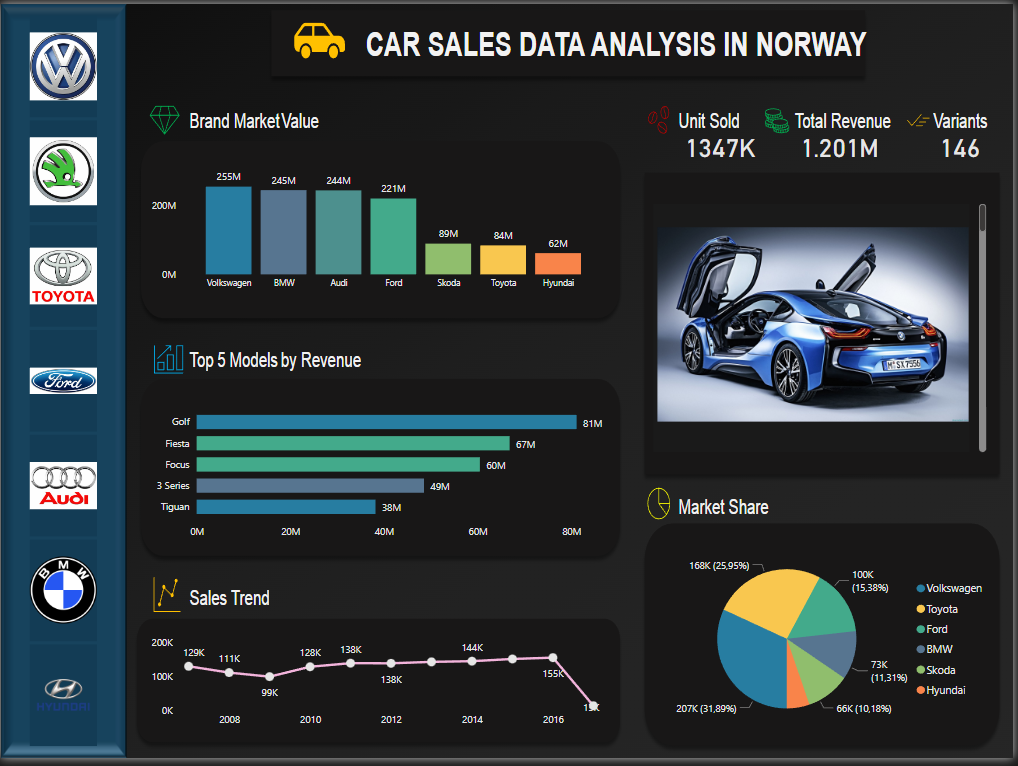 CAR SALES DATA ANALYSIS IN NORWAY
TOYOTA
Ford
Audi
BMW
HYUNDAI
Brand Market Value
255M
245M
244M
221M
89M
84M
62M
200M
0M
Volkswagen BMW Audi Ford Skoda Toyota Hyundai
Unit Sold
1347K
Total Revenue
1.201M
Variants
146
M·SX 7556
Top 5 Models by Revenue
Golf 81M
Fiesta 67M
Focus 60M
3 Series 49M
Tiguan 38M
0M 20M 40M 60M 80M
Sales Trend
200K
100K
0K
129K
111K
99K
128K
138K
138K
144K
155K
2008 2010 2012 2014 2016
Market Share
168K (25,95%)
100K
(15,38%)
73K
(11,31%)
66K (10,18%)
207K (31,89%)
Volkswagen
Toyota
Ford
BMW
Skoda
Hyundai